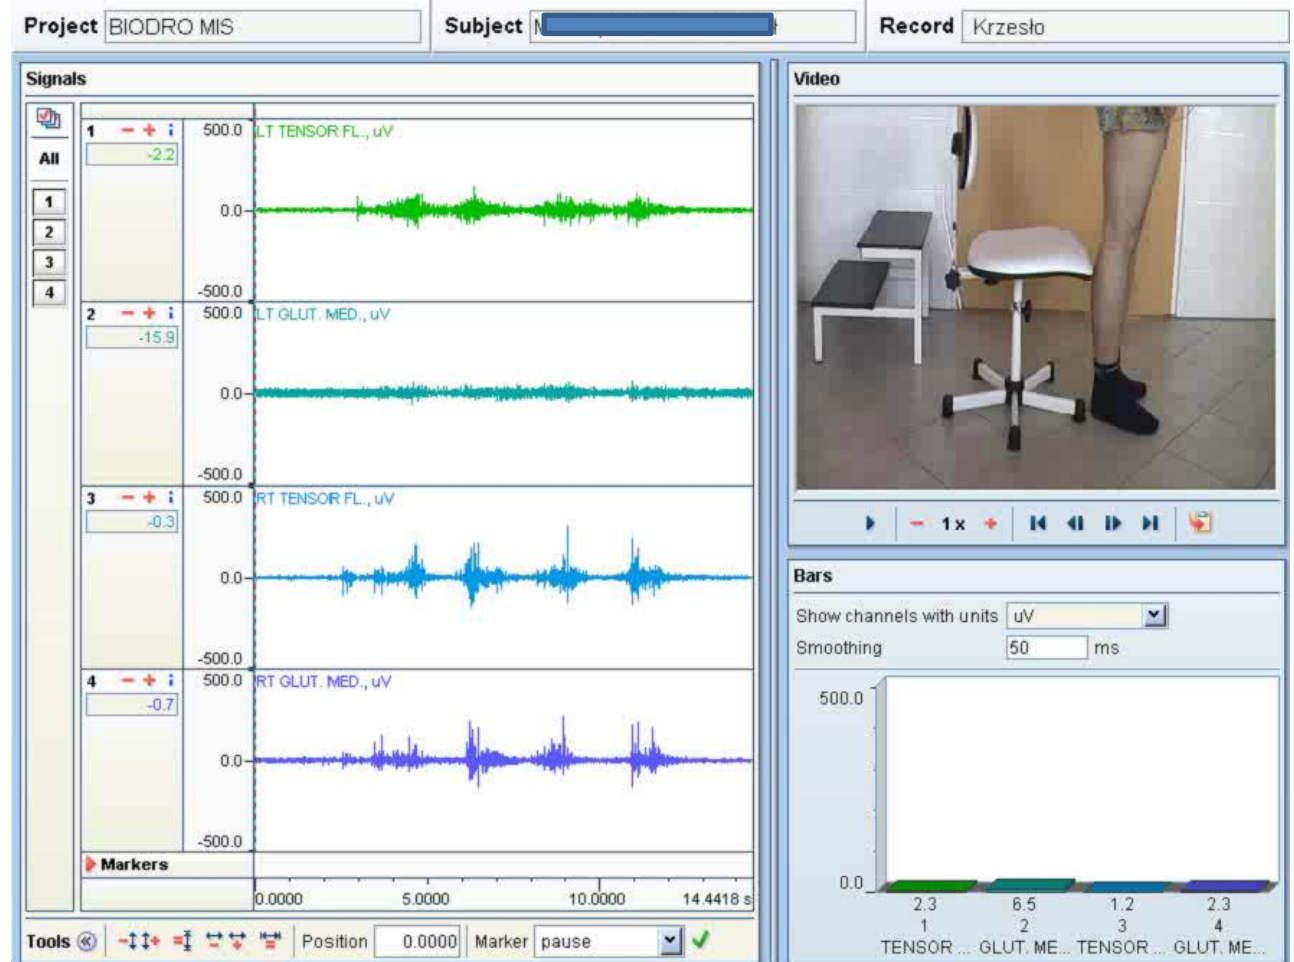 Project BIODRO MIS Subject Record Krzesło
Signals
All
1
2
3
4
1 - + i 500.0 LT TENSOR FL., uV
-2.2
0.0
-500.0
2 - + i 500.0 LT GLUT. MED., uV
-15.9
0.0
-500.0
3 - + i 500.0 RT TENSOR FL., uV
-0.3
0.0
-500.0
4 - + i 500.0 RT GLUT. MED., uV
-0.7
0.0
-500.0
Markers
0.0000 5.0000 10.0000 14.4418 s
Tools Position 0.0000 Marker pause
Video
- 1 x +
Bars
Show channels with units uV
Smoothing 50 ms
500.0
0.0
2.3 6.5 1.2 2.3
1 2 3 4
TENSOR ... GLUT. ME... TENSOR ... GLUT. ME...